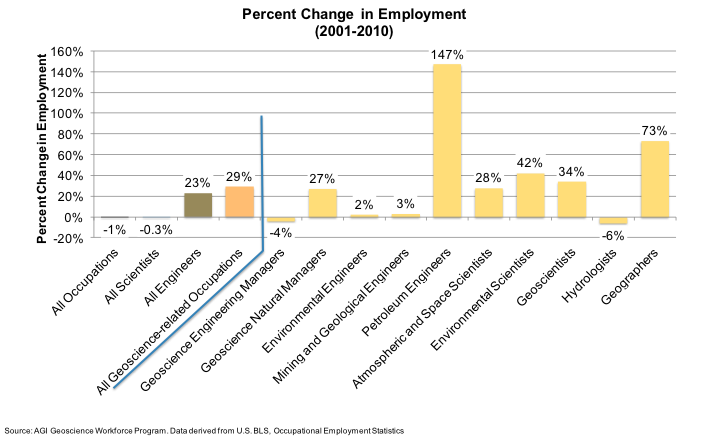 Percent Change in Employment
(2001-2010)
Percent Change in Employment
160%
140%
120%
100%
80%
60%
40%
20%
0%
-20%
-1%
-0.3%
23%
29%
-4%
27%
2%
3%
147%
28%
42%
34%
-6%
73%
All Occupations
All Scientists
All Engineers
All Geoscience-related Occupations
Geoscience Engineering Managers
Geoscience Natural Managers
Environmental Engineers
Mining and Geological Engineers
Petroleum Engineers
Atmospheric and Space Scientists
Environmental Scientists
Geoscientists
Hydrologists
Geographers
Source: AGI Geoscience Workforce Program. Data derived from U.S. BLS, Occupational Employment Statistics